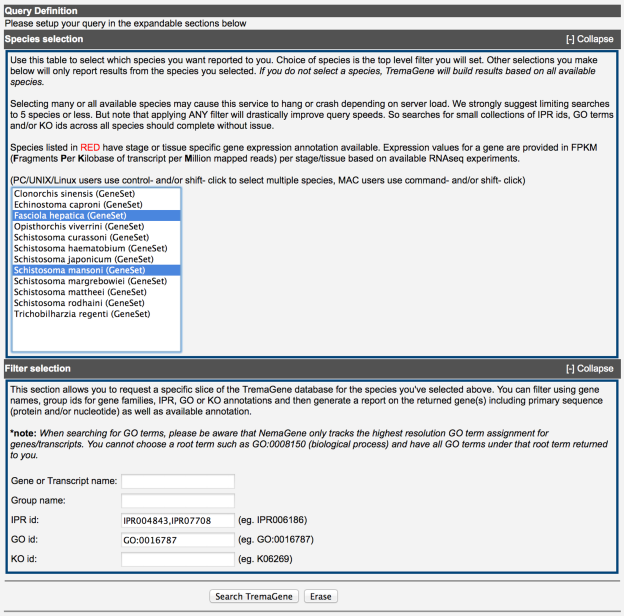 Query Definition
Please setup your query in the expandable sections below
Species selection [-] Collapse
Use this table to select which species you want reported to you. Choice of species is the top level filter you will set. Other selections you make
below will only report results from the species you selected. If you do not select a species, TremaGene will build results based on all available
species.
Selecting many or all available species may cause this service to hang or crash depending on server load. We strongly suggest limiting searches
to 5 species or less. But note that applying ANY filter will drastically improve query speeds. So searches for small collections of IPR ids, GO terms
and/or KO ids across all species should complete without issue.
Species listed in RED have stage or tissue specific gene expression annotation available. Expression values for a gene are provided in FPKM
(Fragments Per Kilobase of transcript per Million mapped reads) per stage/tissue based on available RNAseq experiments.
(PC/UNIX/Linux users use control- and/or shift- click to select multiple species, MAC users use command- and/or shift- click)
Clonorchis sinensis (GeneSet)
Echinostoma caproni (GeneSet)
Fasciola hepatica (GeneSet)
Opisthorchis viverrini (GeneSet)
Schistosoma curassoni (GeneSet)
Schistosoma haematobium (GeneSet)
Schistosoma japonicum (GeneSet)
Schistosoma mansoni (GeneSet)
Schistosoma margrebowiei (GeneSet)
Schistosoma mattheei (GeneSet)
Schistosoma rodhaini (GeneSet)
Trichobilharzia regenti (GeneSet)
Filter selection [-] Collapse
This section allows you to request a specific slice of the TremaGene database for the species you've selected above. You can filter using gene
names, group ids for gene families, IPR, GO or KO annotations and then generate a report on the returned gene(s) including primary sequence
(protein and/or nucleotide) as well as available annotation.
*note: When searching for GO terms, please be aware that NemaGene only tracks the highest resolution GO term assignment for
genes/transcripts. You cannot choose a root term such as GO:0008150 (biological process) and have all GO terms under that root term returned
to you.
Gene or Transcript name:
Group name:
IPR id: IPR004843,IPR07708 (eg. IPR006186)
GO id: GO:0016787 (eg. GO:0016787)
KO id: (eg. K06269)
Search TremaGene Erase